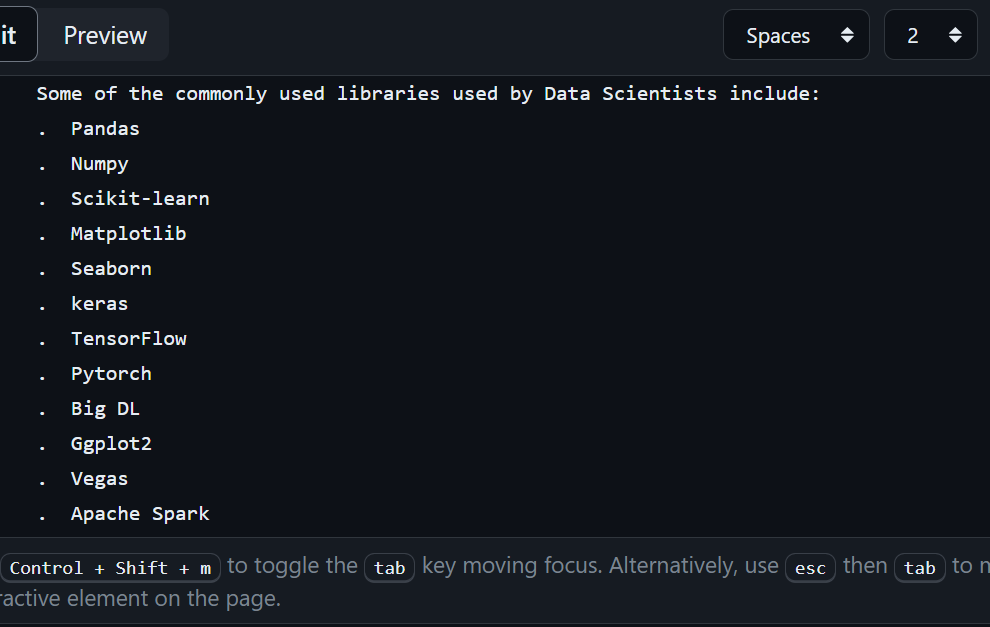 it Preview Spaces 2
Some of the commonly used libraries used by Data Scientists include:
. Pandas
. Numpy
. Scikit-learn
. Matplotlib
. Seaborn
. keras
. TensorFlow
. Pytorch
. Big DL
. Ggplot2
. Vegas
. Apache Spark
Control + Shift + m to toggle the tab key moving focus. Alternatively, use esc then tab to m
ractive element on the page.